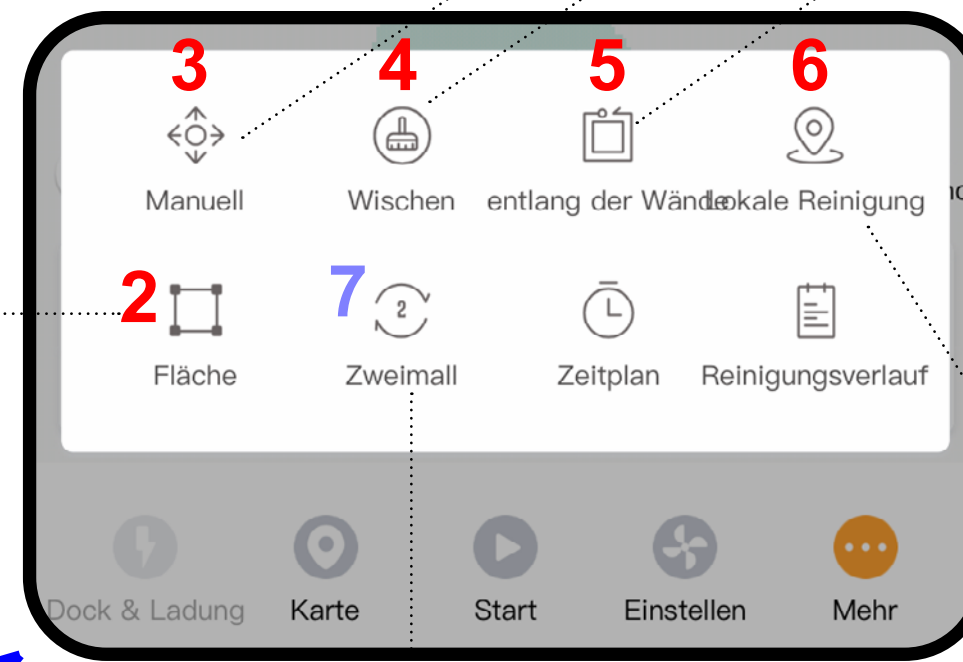 3 4 5 6
Manuell Wischen entlang der Wände Lokale Reinigung
2 7 2
Fläche Zweimall Zeitplan Reinigungsverlauf
Dock & Ladung Karte Start Einstellen Mehr